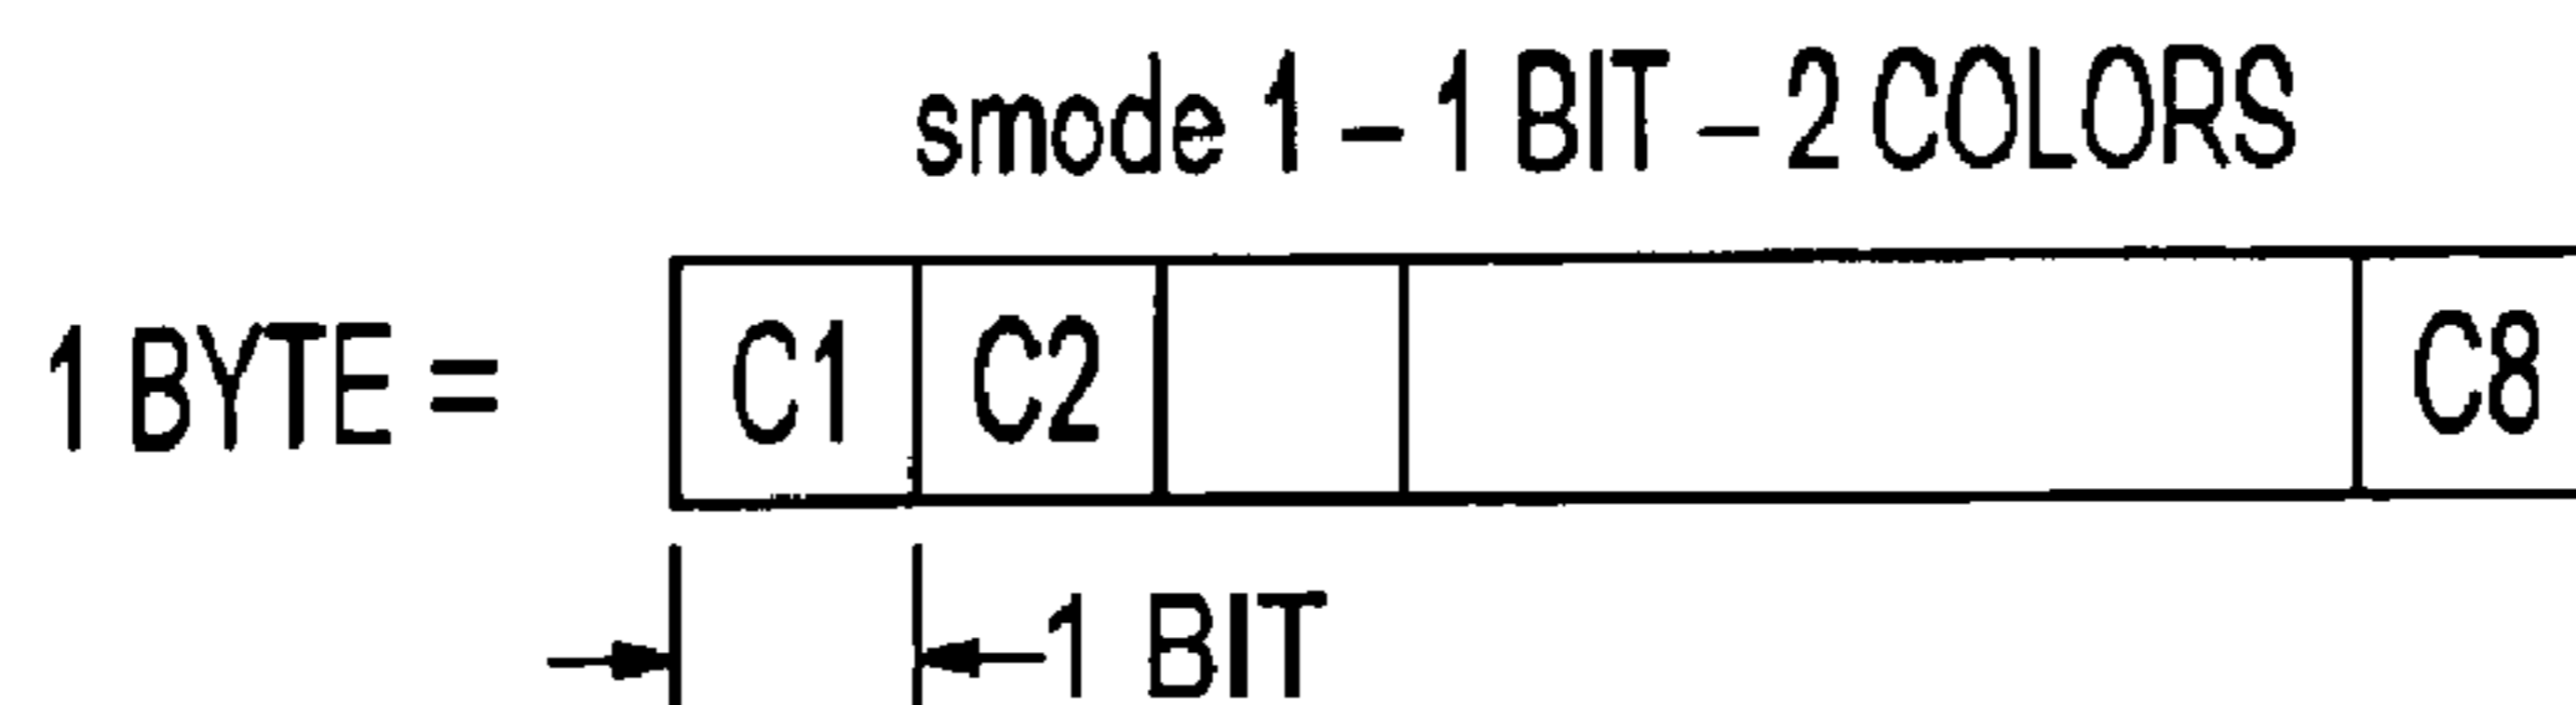 smode 1 – 1 BIT – 2 COLORS
1 BYTE = C1 C2 C8
1 BIT